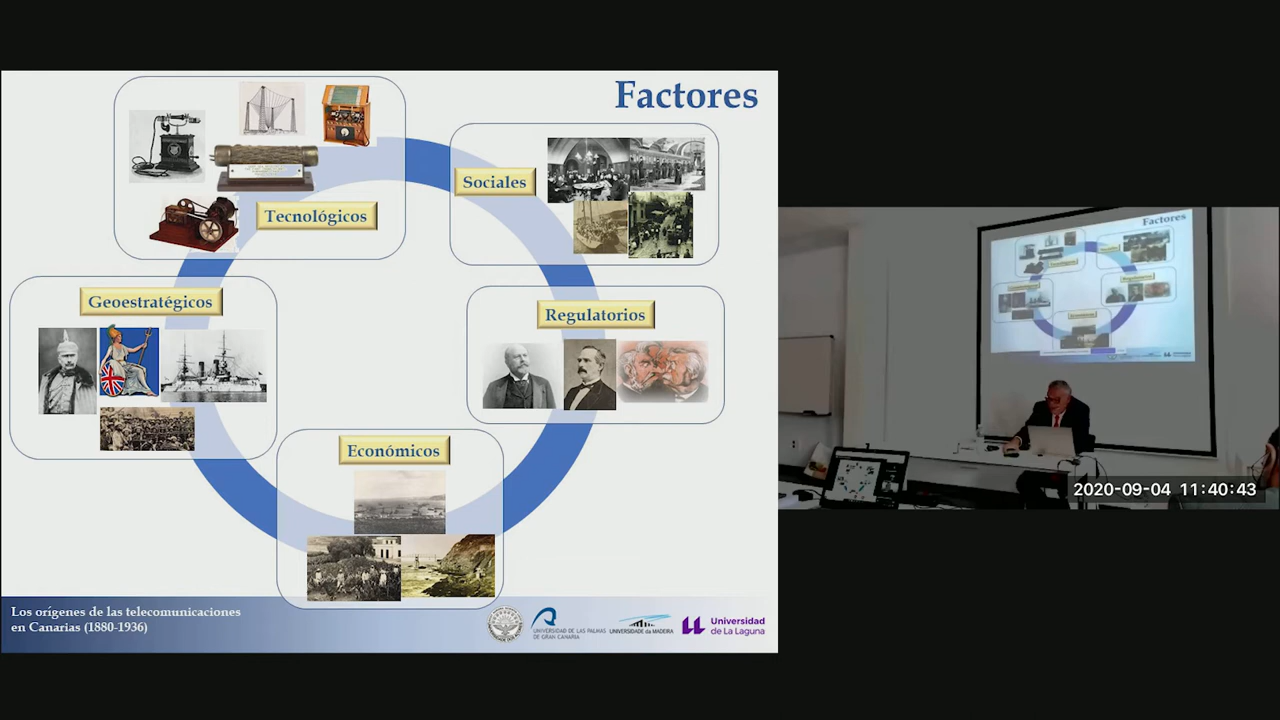 Factores
Tecnológicos
Sociales
Geoestratégicos
Regulatorios
Económicos
Los orígenes de las telecomunicaciones
en Canarias (1880-1936)
UNIVERSIDAD DE LAS PALMAS
DE GRAN CANARIA
UNIVERSIDADE da MADEIRA
Universidad
de La Laguna
Factores
2020-09-04 11:40:43